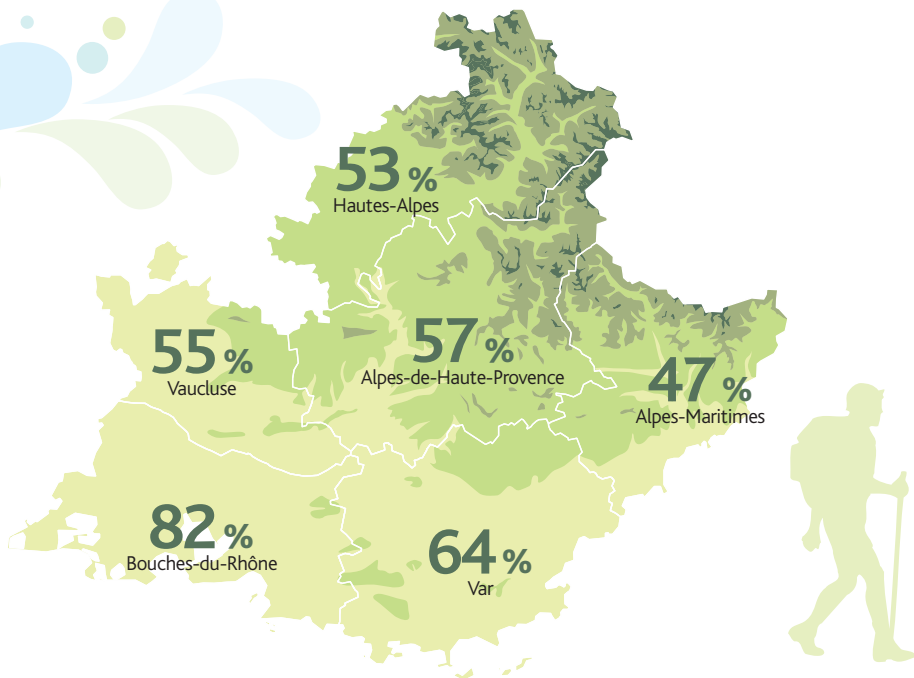 53 %
Hautes-Alpes
55 %
Vaucluse
57 %
Alpes-de-Haute-Provence
47 %
Alpes-Maritimes
82 %
Bouches-du-Rhône
64 %
Var